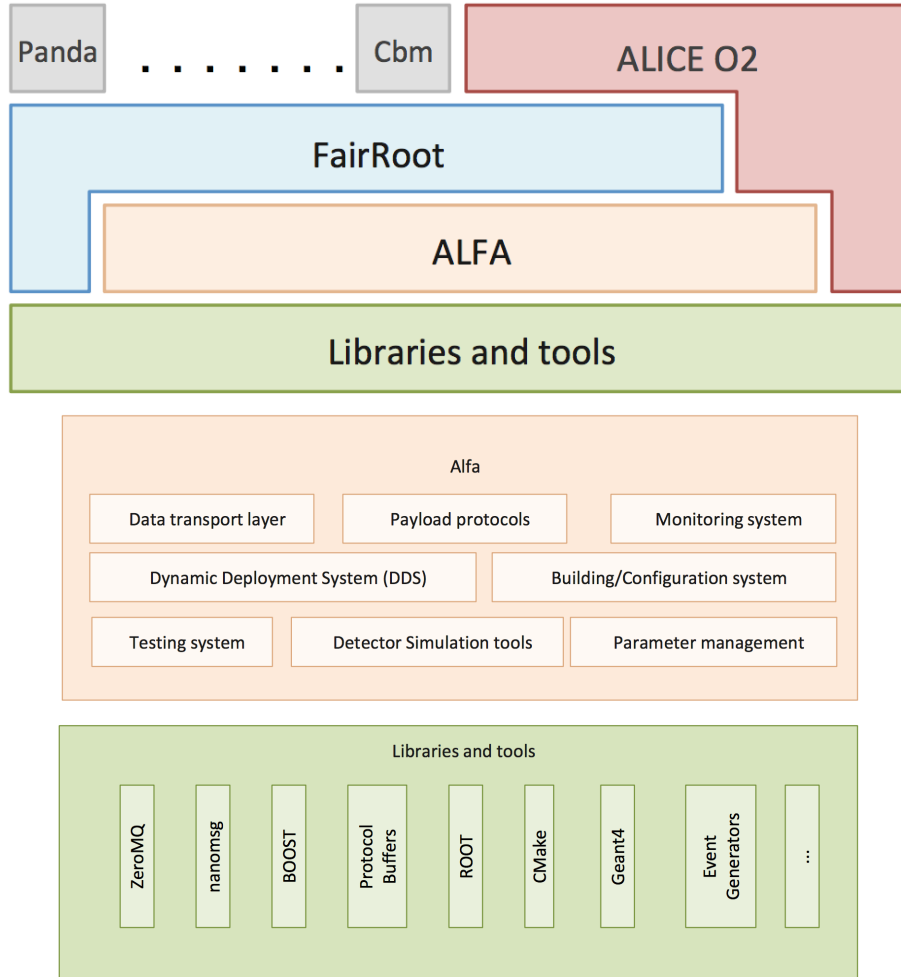 Panda
. . . . . . .
Cbm
ALICE O2
FairRoot
ALFA
Libraries and tools
Alfa
Data transport layer
Payload protocols
Monitoring system
Dynamic Deployment System (DDS)
Building/Configuration system
Testing system
Detector Simulation tools
Parameter management
Libraries and tools
ZeroMQ
nanomsg
BOOST
Protocol
Buffers
ROOT
CMake
Geant4
Event
Generators
...